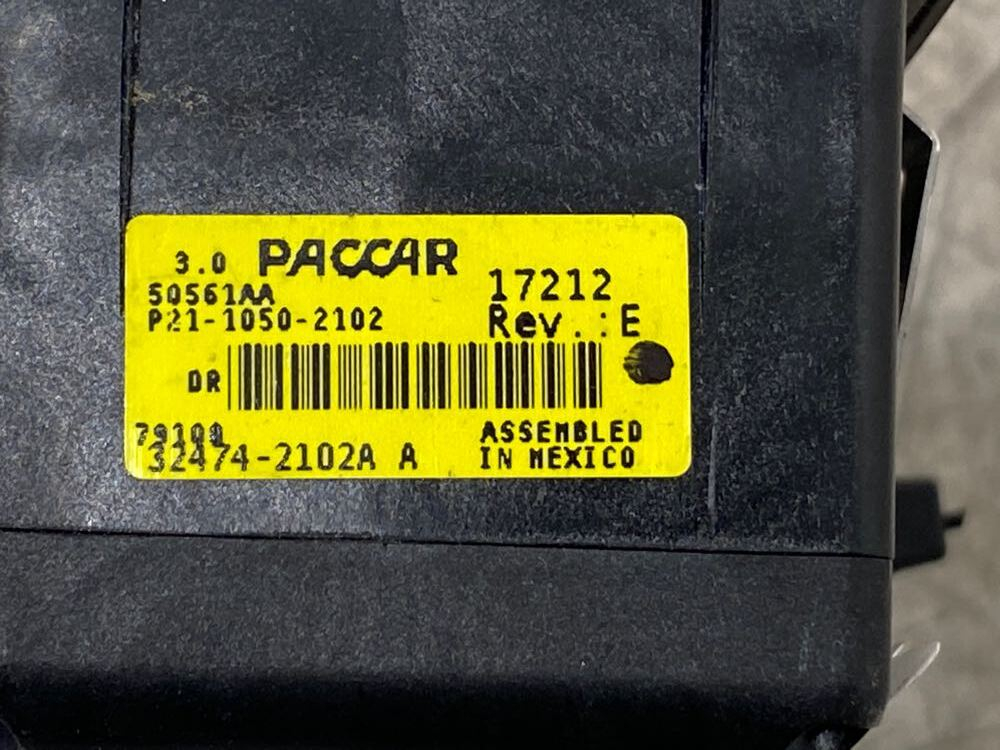 3.0 PACCAR
50561AA 17212
P21-1050-2102 Rev.:E
DR
79100 ASSEMBLED
32474-2102A A IN MEXICO